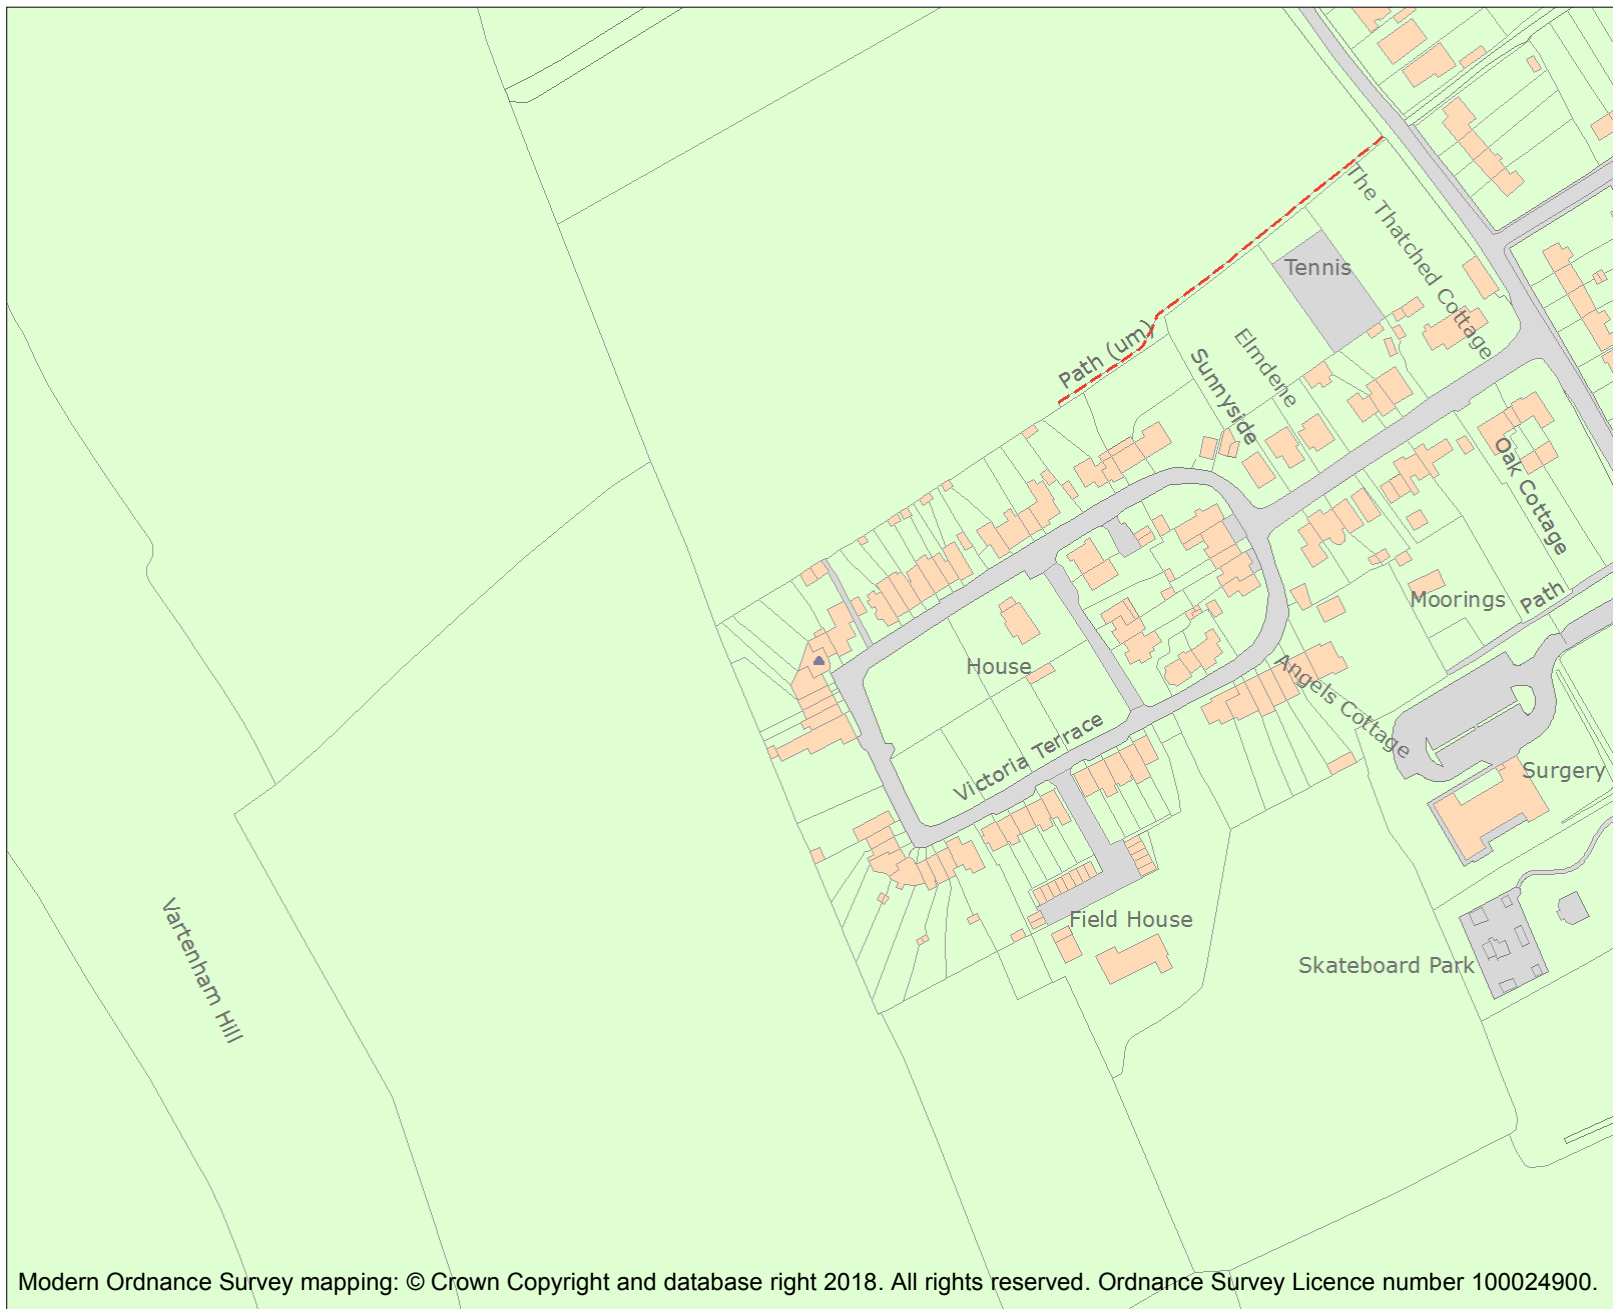 The Thatched Cottage
Tennis
Path (um)
Elmdene
Sunnyside
Oak Cottage
Moorings
Path
House
Angels Cottage
Victoria Terrace
Surgery
Field House
Skateboard Park
Vartenham Hill
Modern Ordnance Survey mapping: © Crown Copyright and database right 2018. All rights reserved. Ordnance Survey Licence number 100024900.